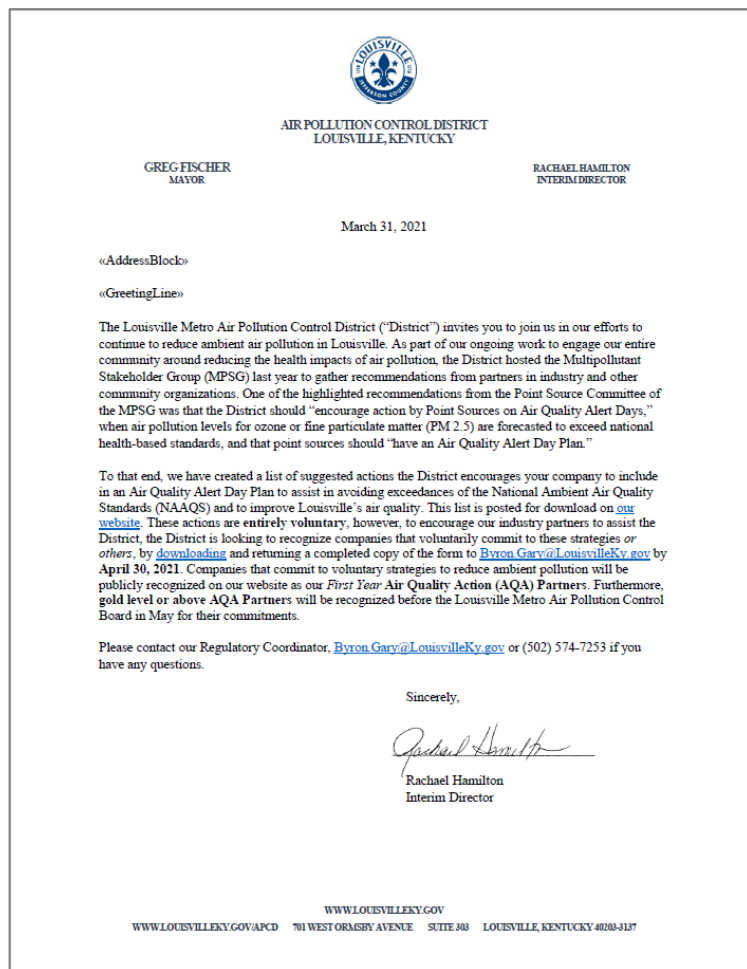 LOUISVILLE
JEFFERSON COUNTY
AIR POLLUTION CONTROL DISTRICT
LOUISVILLE, KENTUCKY
GREG FISCHER
MAYOR
RACHAEL HAMILTON
INTERIM DIRECTOR
March 31, 2021
«AddressBlock»
«GreetingLine»
The Louisville Metro Air Pollution Control District (“District”) invites you to join us in our efforts to
continue to reduce ambient air pollution in Louisville. As part of our ongoing work to engage our entire
community around reducing the health impacts of air pollution, the District hosted the Multipollutant
Stakeholder Group (MPSG) last year to gather recommendations from partners in industry and other
community organizations. One of the highlighted recommendations from the Point Source Committee of
the MPSG was that the District should “encourage action by Point Sources on Air Quality Alert Days,”
when air pollution levels for ozone or fine particulate matter (PM 2.5) are forecasted to exceed national
health-based standards, and that point sources should “have an Air Quality Alert Day Plan.”
To that end, we have created a list of suggested actions the District encourages your company to include
in an Air Quality Alert Day Plan to assist in avoiding exceedances of the National Ambient Air Quality
Standards (NAAQS) and to improve Louisville’s air quality. This list is posted for download on our
website. These actions are entirely voluntary, however, to encourage our industry partners to assist the
District, the District is looking to recognize companies that voluntarily commit to these strategies or
others, by downloading and returning a completed copy of the form to Byron.Gary@LouisvilleKy.gov by
April 30, 2021. Companies that commit to voluntary strategies to reduce ambient pollution will be
publicly recognized on our website as our First Year Air Quality Action (AQA) Partners. Furthermore,
gold level or above AQA Partners will be recognized before the Louisville Metro Air Pollution Control
Board in May for their commitments.
Please contact our Regulatory Coordinator, Byron.Gary@LouisvilleKy.gov or (502) 574-7253 if you
have any questions.
Sincerely,
Rachael Hamilton
Rachael Hamilton
Interim Director
WWW.LOUISVILLEKY.GOV
WWW.LOUISVILLEKY.GOV/APCD 701 WEST ORMSBY AVENUE SUITE 303 LOUISVILLE, KENTUCKY 40203-3137